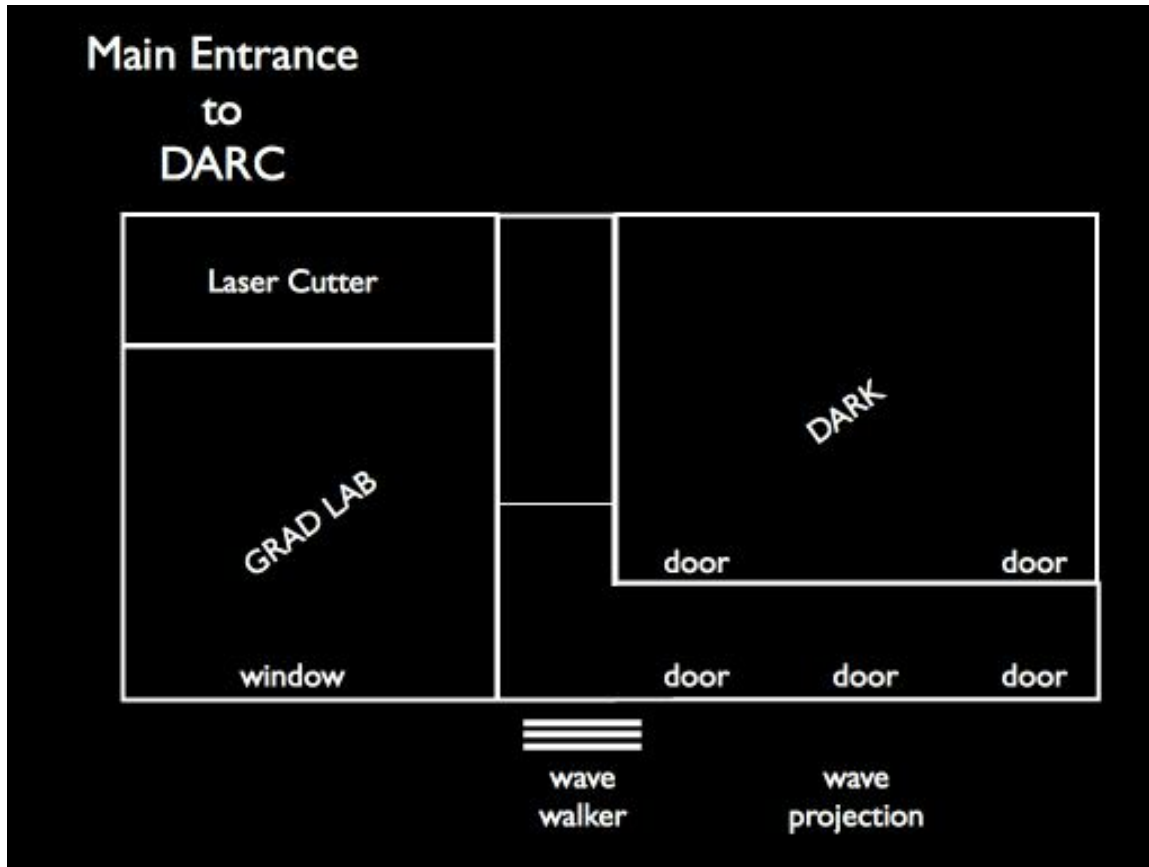 Main Entrance
to
DARC
Laser Cutter
DARK
GRAD LAB
door door
window door door door
wave wave
walker projection